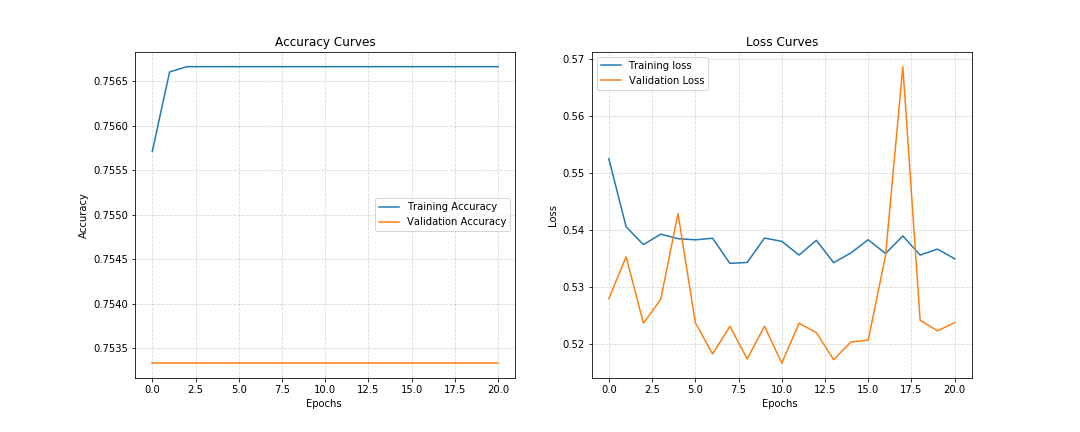 Accuracy Curves
0.7565
0.7560
0.7555
0.7550
0.7545
0.7540
0.7535
Accuracy
Training Accuracy
Validation Accuracy
0.0 2.5 5.0 7.5 10.0 12.5 15.0 17.5 20.0
Epochs
Loss Curves
0.57
0.56
0.55
0.54
0.53
0.52
Loss
Training loss
Validation Loss
0.0 2.5 5.0 7.5 10.0 12.5 15.0 17.5 20.0
Epochs